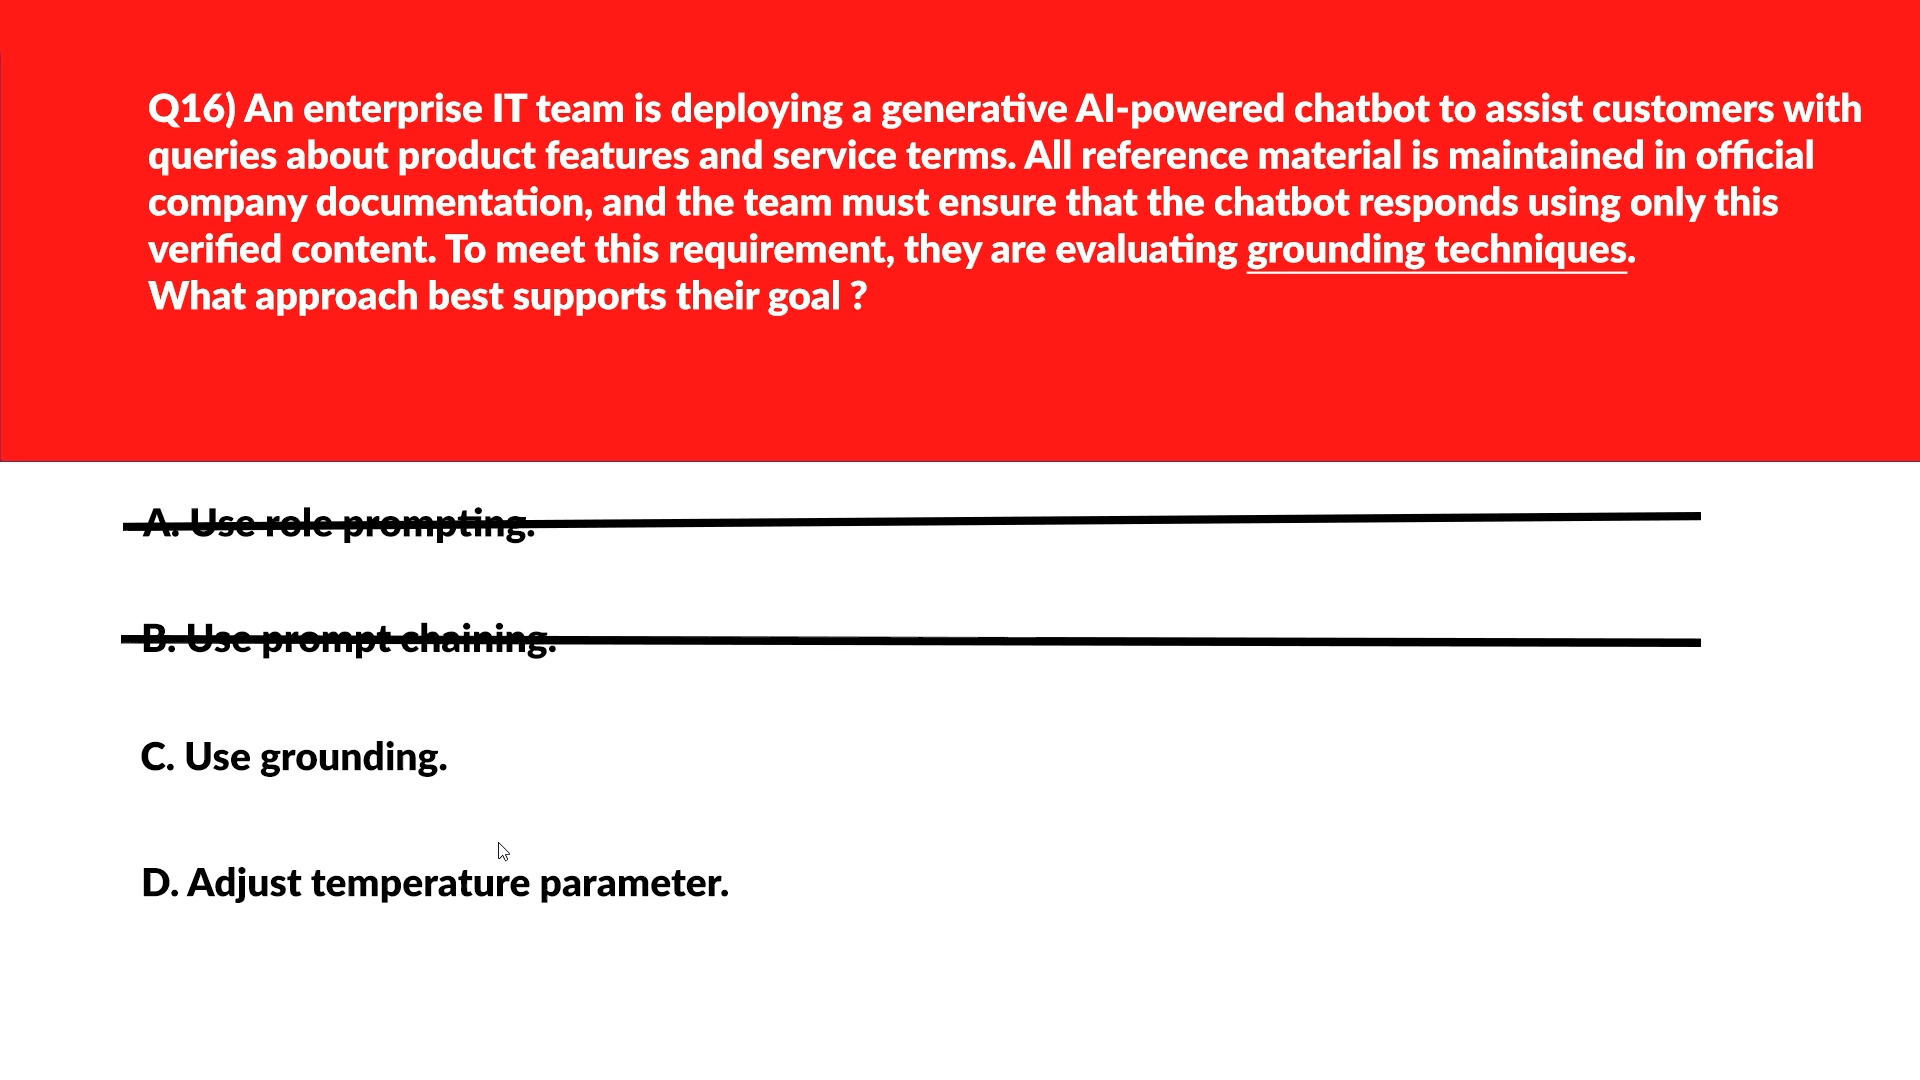 Q16) An enterprise IT team is deploying a generative AI-powered chatbot to assist customers with
queries about product features and service terms. All reference material is maintained in official
company documentation, and the team must ensure that the chatbot responds using only this
verified content. To meet this requirement, they are evaluating grounding techniques.
What approach best supports their goal ?
A. Use role prompting.
B. Use prompt chaining.
C. Use grounding.
D. Adjust temperature parameter.